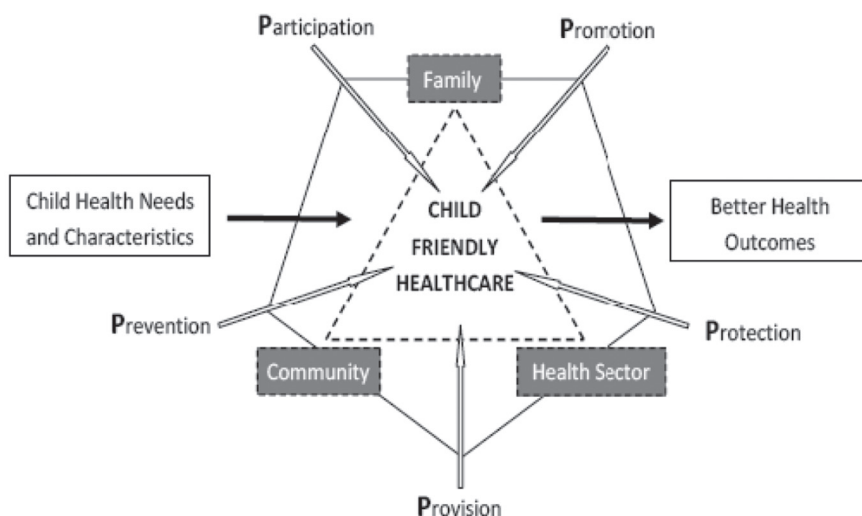 Participation
Promotion
Family
Child Health Needs
and Characteristics
CHILD
FRIENDLY
HEALTHCARE
Better Health
Outcomes
Prevention
Protection
Community
Health Sector
Provision